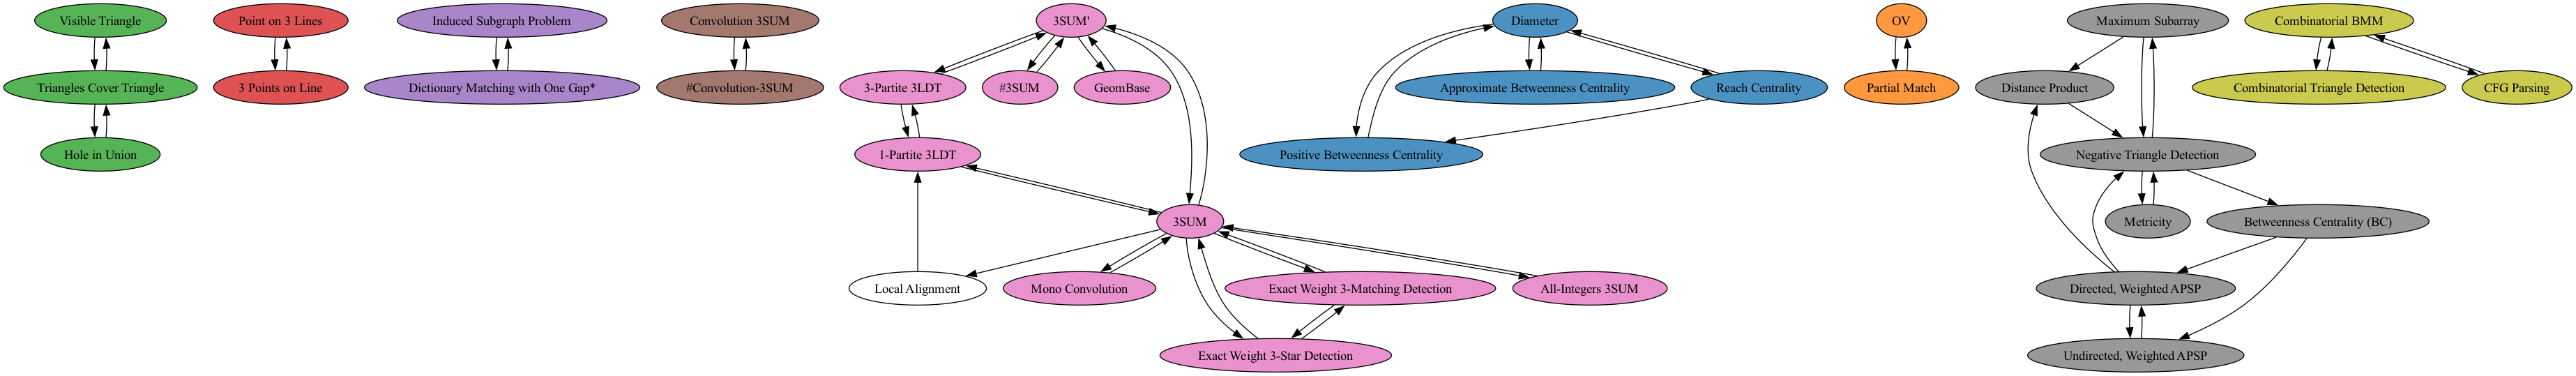 Visible Triangle
Point on 3 Lines
Induced Subgraph Problem
Convolution 3SUM
3SUM'
Diameter
OV
Maximum Subarray
Combinatorial BMM
Triangles Cover Triangle
3 Points on Line
Dictionary Matching with One Gap*
#Convolution-3SUM
3-Partite 3LDT
#3SUM
GeomBase
Approximate Betweenness Centrality
Reach Centrality
Partial Match
Distance Product
Combinatorial Triangle Detection
CFG Parsing
Hole in Union
1-Partite 3LDT
Positive Betweenness Centrality
Negative Triangle Detection
3SUM
Metricity
Betweenness Centrality (BC)
Local Alignment
Mono Convolution
Exact Weight 3-Matching Detection
All-Integers 3SUM
Directed, Weighted APSP
Exact Weight 3-Star Detection
Undirected, Weighted APSP